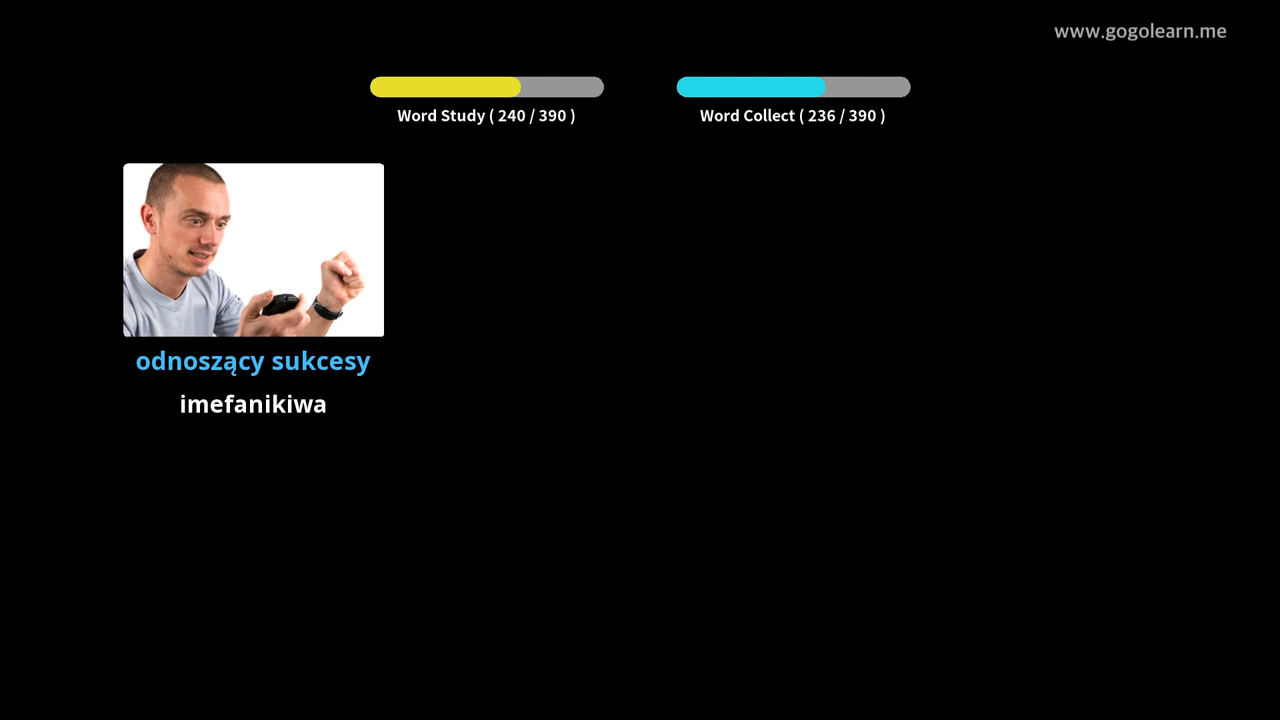 www.gogolearn.me
Word Study ( 240 / 390 )
Word Collect ( 236 / 390 )
odnoszący sukcesy
imefanikiwa